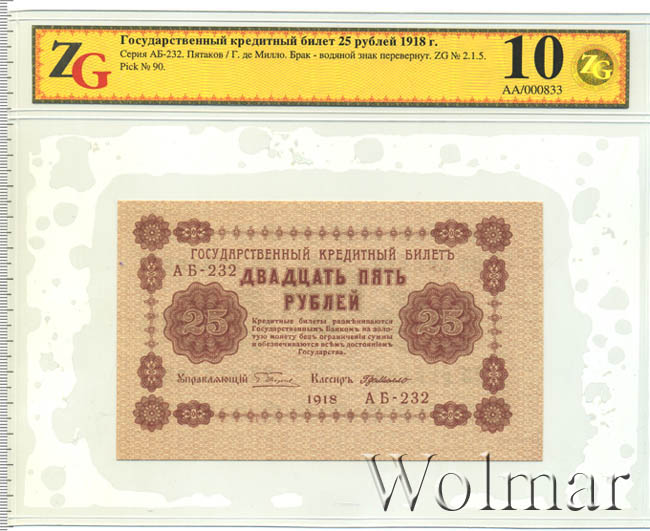 ZG
Государственный кредитный билет 25 рублей 1918 г.
Серия АБ-232. Пятаков / Г. де Милло. Брак - водяной знак перевернут. ZG № 2.1.5.
Pick № 90.
10
ZG
АА/000833
ГОСУДАРСТВЕННЫЙ КРЕДИТНЫЙ БИЛЕТЪ
АБ-232
ДВАДЦАТЬ ПЯТЬ
РУБЛЕЙ
25
25
Кредитные билеты размѣниваются
Государственнымъ Банкомъ на золо-
тую монету безъ ограниченія суммы
и обезпечиваются всѣмъ достояніемъ
Государства.
Управляющій
Кассиръ
1918 АБ-232
Wolmar